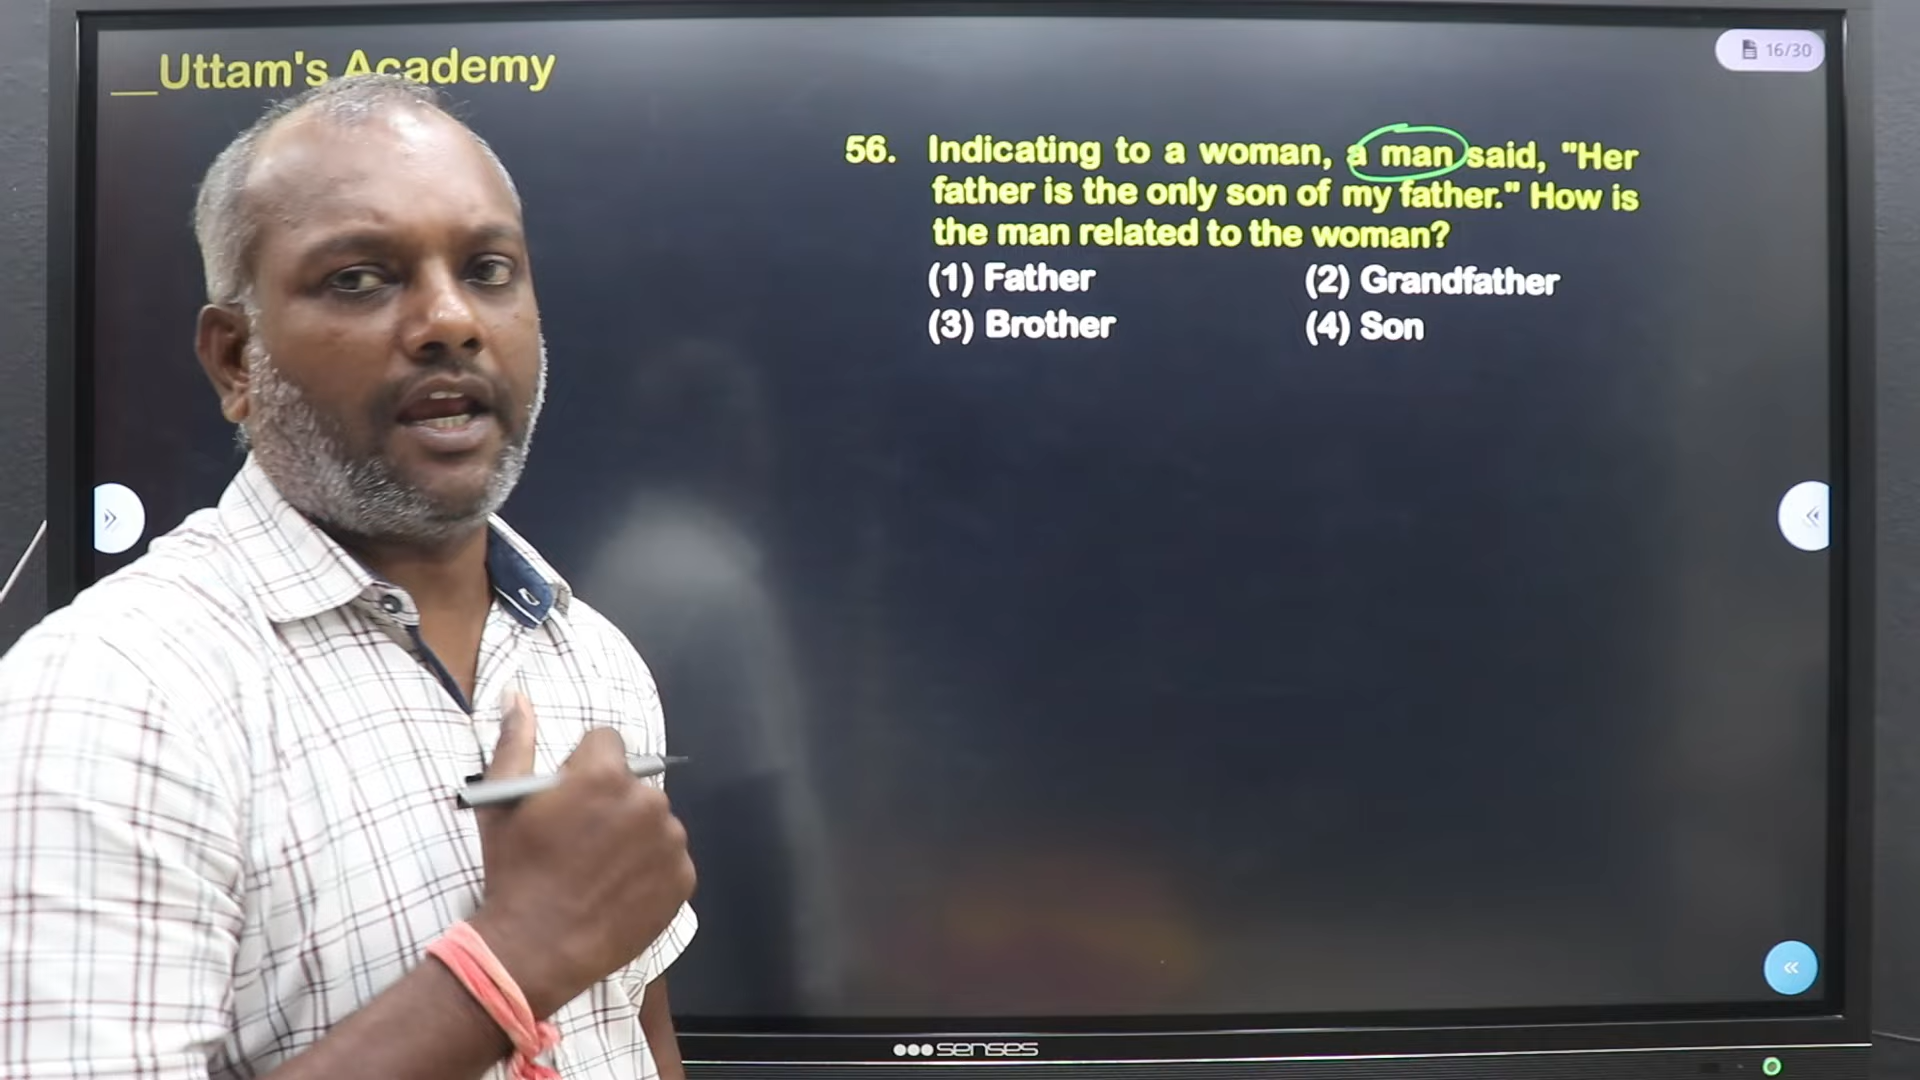 __Uttam's Academy
16/30
56. Indicating to a woman, a man said, "Her
father is the only son of my father." How is
the man related to the woman?
(1) Father (2) Grandfather
(3) Brother (4) Son
senses